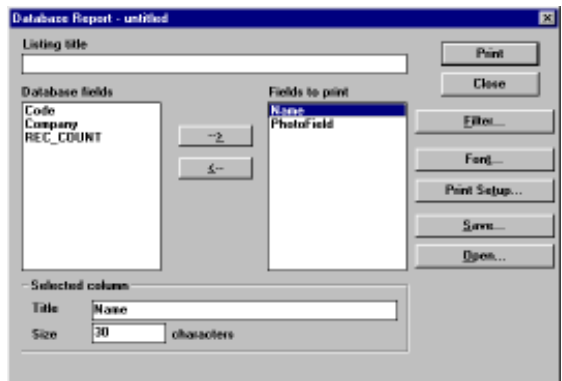 Database Report - untitled
Listing title
Print
Close
Database fields
Fields to print
Code
Company
REC_COUNT
-->
<--
Name
PhotoField
Filter...
Font...
Print Setup...
Save...
Open...
Selected column
Title
Name
Size
30
characters